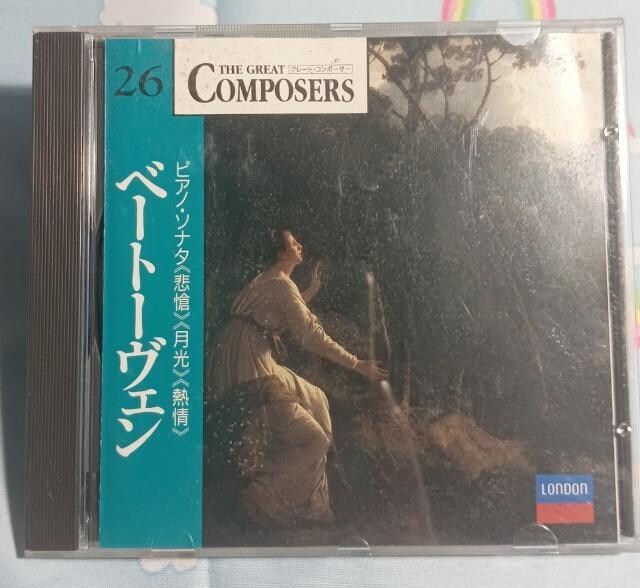 26
THE GREAT グレート・コンポーザー
COMPOSERS
ベートーヴェン
ピアノ・ソナタ《悲愴》《月光》《熱情》
LONDON